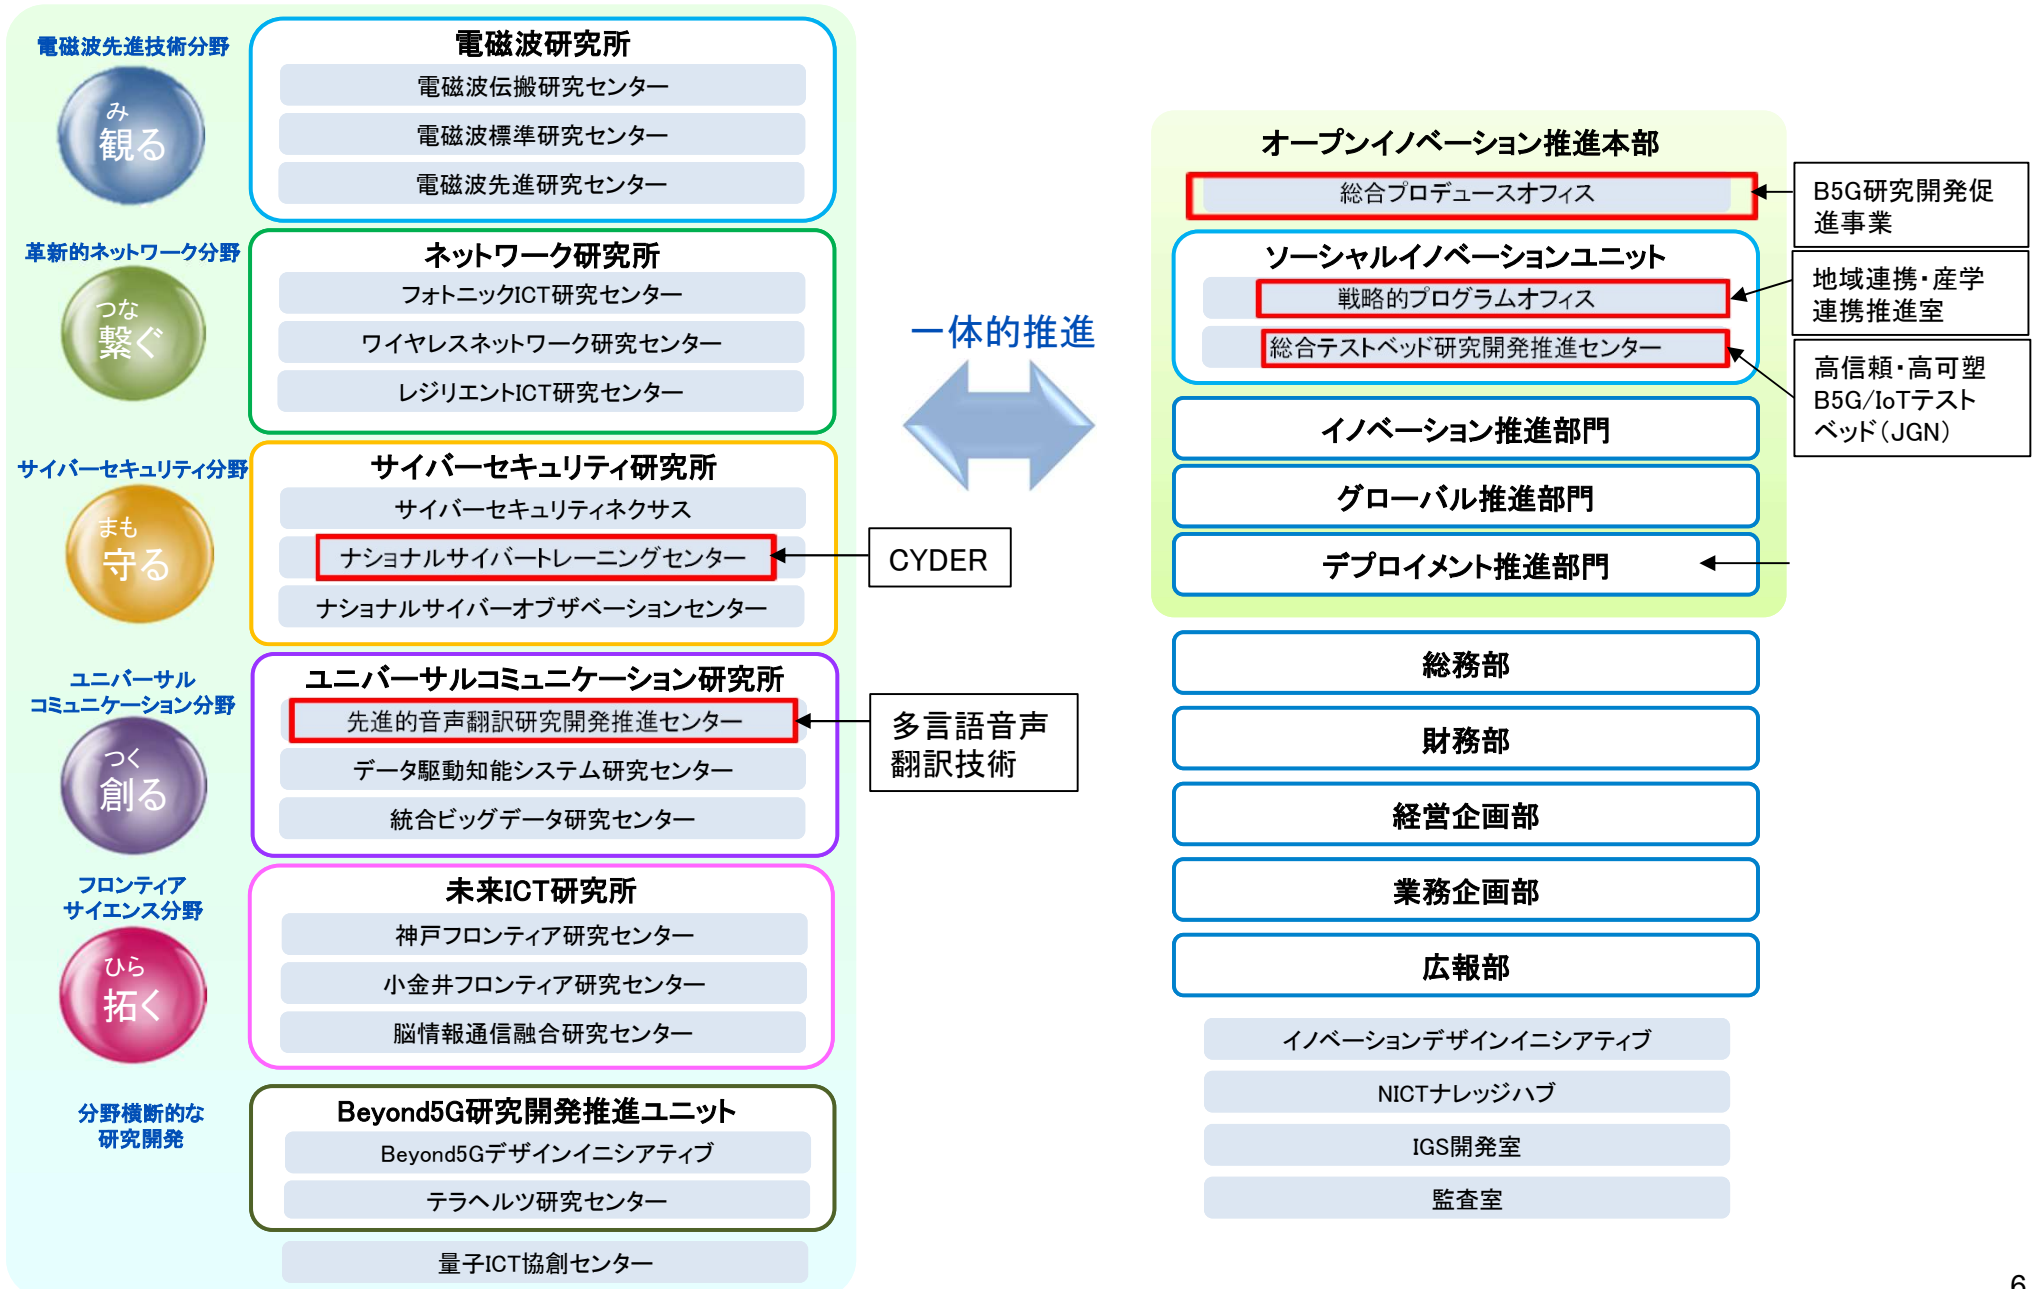 電磁波先進技術分野
み
観る
電磁波研究所
電磁波伝搬研究センター
電磁波標準研究センター
電磁波先進研究センター
革新的ネットワーク分野
つな
繋ぐ
ネットワーク研究所
フォトニックICT研究センター
ワイヤレスネットワーク研究センター
レジリエントICT研究センター
サイバーセキュリティ分野
まも
守る
サイバーセキュリティ研究所
サイバーセキュリティネクサス
ナショナルサイバートレーニングセンター
ナショナルサイバーオブザベーションセンター
CYDER
ユニバーサル
コミュニケーション分野
つく
創る
ユニバーサルコミュニケーション研究所
先進的音声翻訳研究開発推進センター
データ駆動知能システム研究センター
統合ビッグデータ研究センター
多言語音声
翻訳技術
フロンティア
サイエンス分野
ひら
拓く
未来ICT研究所
神戸フロンティア研究センター
小金井フロンティア研究センター
脳情報通信融合研究センター
分野横断的な
研究開発
Beyond5G研究開発推進ユニット
Beyond5Gデザインイニシアティブ
テラヘルツ研究センター
量子ICT協創センター
一体的推進
オープンイノベーション推進本部
総合プロデュースオフィス
B5G研究開発促
進事業
ソーシャルイノベーションユニット
戦略的プログラムオフィス
地域連携・産学
連携推進室
総合テストベッド研究開発推進センター
高信頼・高可塑
B5G/IoTテスト
ベッド（JGN）
イノベーション推進部門
グローバル推進部門
デプロイメント推進部門
総務部
財務部
経営企画部
業務企画部
広報部
イノベーションデザインイニシアティブ
NICTナレッジハブ
IGS開発室
監査室
6